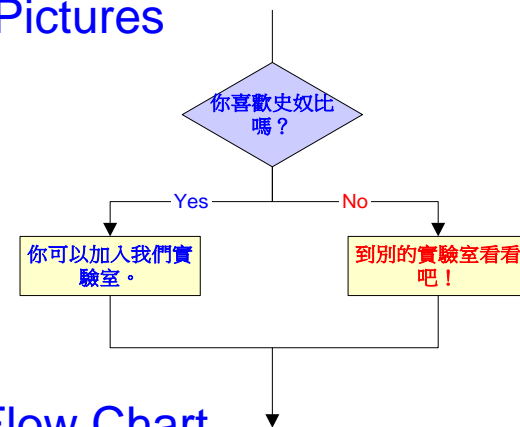 Pictures
你喜歡史奴比
嗎？
Yes
No
你可以加入我們實
驗室。
到別的實驗室看看
吧！
Flow Chart